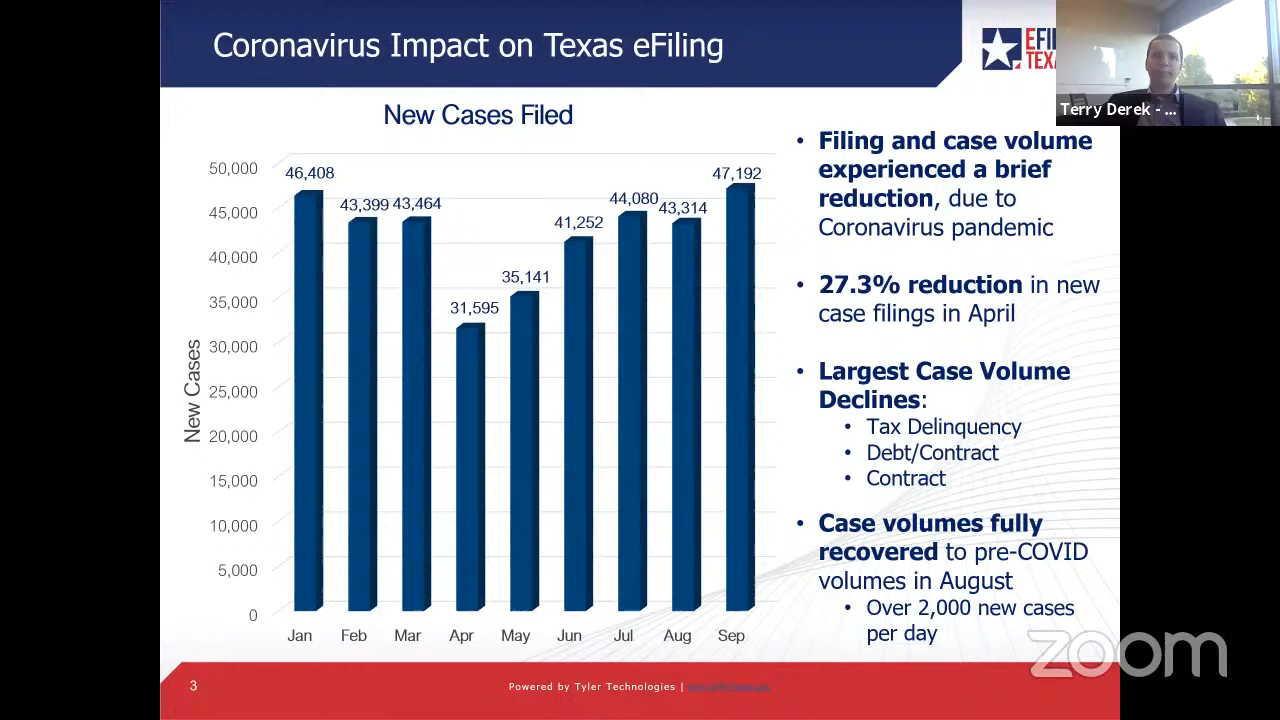 Coronavirus Impact on Texas eFiling
EFI
TEXA
Terry Derek - ...
New Cases Filed
New Cases
50,000
45,000
40,000
35,000
30,000
25,000
20,000
15,000
10,000
5,000
0
46,408
43,399
43,464
31,595
35,141
41,252
44,080
43,314
47,192
Jan Feb Mar Apr May Jun Jul Aug Sep
• Filing and case volume
experienced a brief
reduction, due to
Coronavirus pandemic
• 27.3% reduction in new
case filings in April
• Largest Case Volume
Declines:
• Tax Delinquency
• Debt/Contract
• Contract
• Case volumes fully
recovered to pre-COVID
volumes in August
• Over 2,000 new cases
per day
zoom
3
Powered by Tyler Technologies |